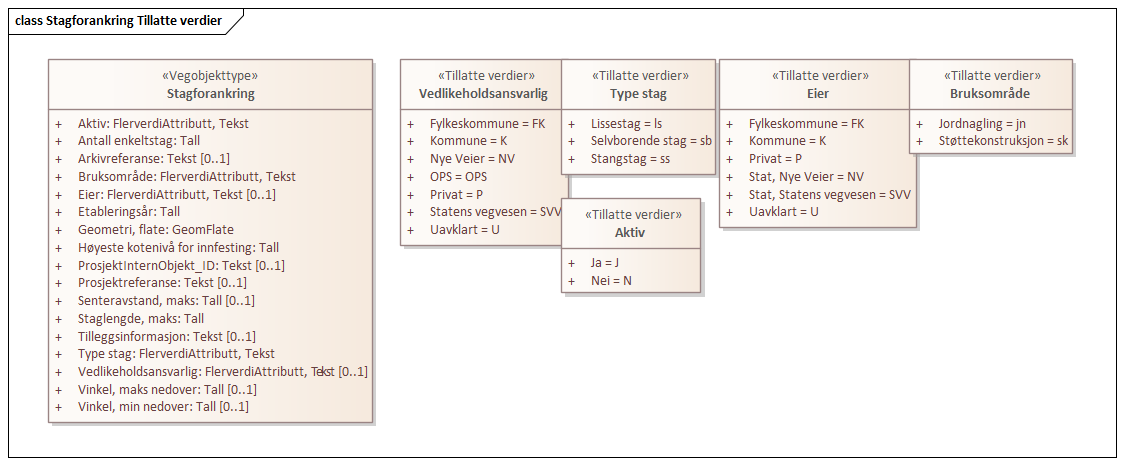 class Stagforankring Tillatte verdier
«Vegobjekttype»
Stagforankring
+ Aktiv: FlerverdiAttributt, Tekst
+ Antall enkeltstag: Tall
+ Arkivreferanse: Tekst [0..1]
+ Bruksområde: FlerverdiAttributt, Tekst
+ Eier: FlerverdiAttributt, Tekst [0..1]
+ Etableringsår: Tall
+ Geometri, flate: GeomFlate
+ Høyeste kotenivå for innfesting: Tall
+ ProsjektInternObjekt_ID: Tekst [0..1]
+ Prosjektreferanse: Tekst [0..1]
+ Senteravstand, maks: Tall [0..1]
+ Staglengde, maks: Tall
+ Tilleggsinformasjon: Tekst [0..1]
+ Type stag: FlerverdiAttributt, Tekst
+ Vedlikeholdsansvarlig: FlerverdiAttributt, Tekst [0..1]
+ Vinkel, maks nedover: Tall [0..1]
+ Vinkel, min nedover: Tall [0..1]
«Tillatte verdier»
Vedlikeholdsansvarlig
+ Fylkeskommune = FK
+ Kommune = K
+ Nye Veier = NV
+ OPS = OPS
+ Privat = P
+ Statens vegvesen = SVV
+ Uavklart = U
«Tillatte verdier»
Type stag
+ Lissestag = ls
+ Selvborende stag = sb
+ Stangstag = ss
«Tillatte verdier»
Aktiv
+ Ja = J
+ Nei = N
«Tillatte verdier»
Eier
+ Fylkeskommune = FK
+ Kommune = K
+ Privat = P
+ Stat, Nye Veier = NV
+ Stat, Statens vegvesen = SVV
+ Uavklart = U
«Tillatte verdier»
Bruksområde
+ Jordnagling = jn
+ Støttekonstruksjon = sk